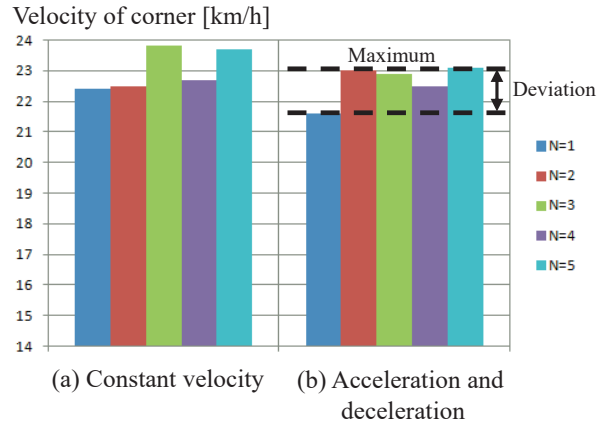 Velocity of corner [km/h]
24
23
22
21
20
19
18
17
16
15
14
Maximum
Deviation
N=1
N=2
N=3
N=4
N=5
(a) Constant velocity
(b) Acceleration and
deceleration